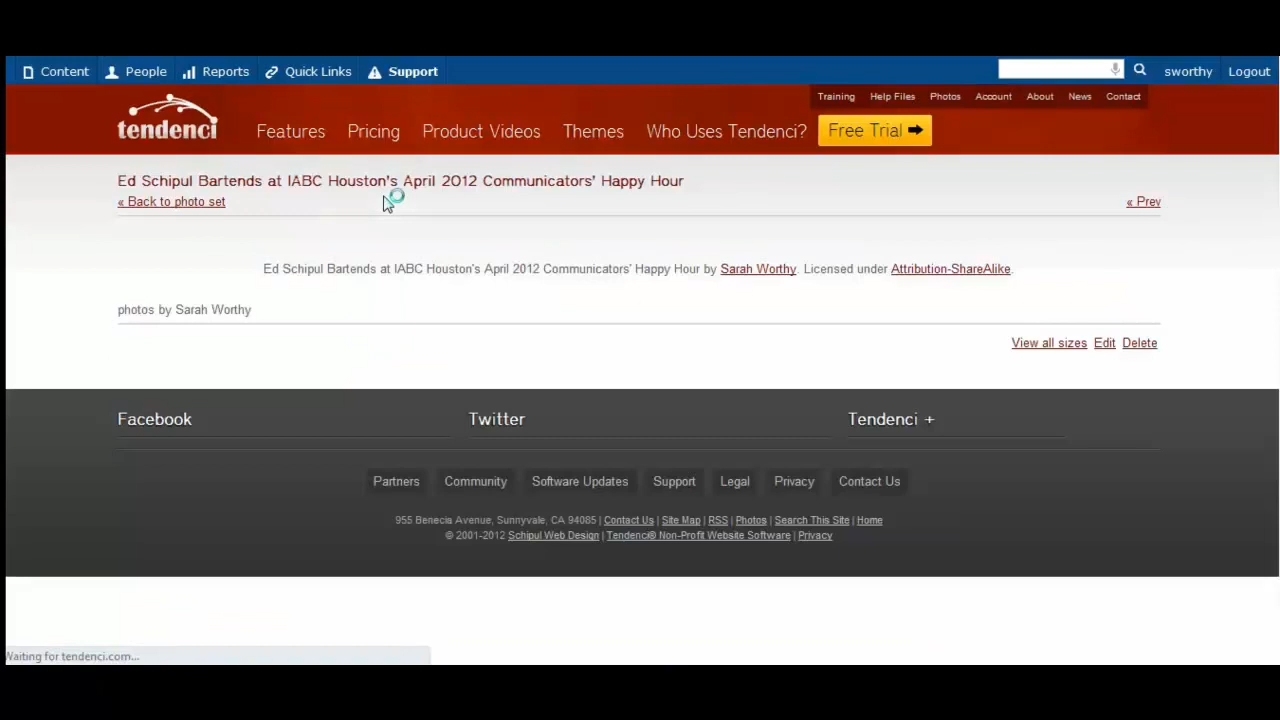 Content People Reports Quick Links Support sworthy Logout
Training Help Files Photos Account About News Contact
tendenci Features Pricing Product Videos Themes Who Uses Tendenci? Free Trial
Ed Schipul Bartends at IABC Houston's April 2012 Communicators' Happy Hour
« Back to photo set « Prev
Ed Schipul Bartends at IABC Houston's April 2012 Communicators' Happy Hour by Sarah Worthy. Licensed under Attribution-ShareAlike.
photos by Sarah Worthy
View all sizes Edit Delete
Facebook Twitter Tendenci +
Partners Community Software Updates Support Legal Privacy Contact Us
955 Benecia Avenue, Sunnyvale, CA 94085 | Contact Us | Site Map | RSS | Photos | Search This Site | Home
© 2001-2012 Schipul Web Design | Tendenci® Non-Profit Website Software | Privacy
Waiting for tendenci.com...